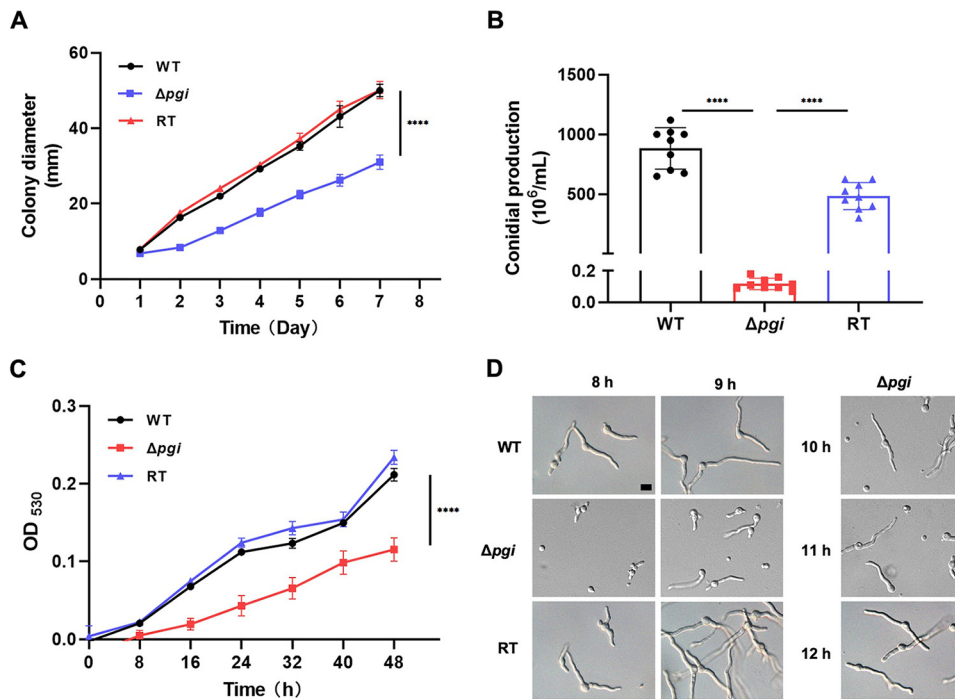 A
WT
Δpgi
RT
Colony diameter
(mm)
60
40
20
0
0 1 2 3 4 5 6 7 8
Time（Day）
****
B
Conidial production
(10⁶/mL)
1500
1000
500
0.2
0.0
**** ****
WT Δpgi RT
C
WT
Δpgi
RT
OD 530
0.3
0.2
0.1
0.0
0 8 16 24 32 40 48
Time（h）
****
D
8 h 9 h Δpgi
WT
Δpgi
RT
10 h
11 h
12 h